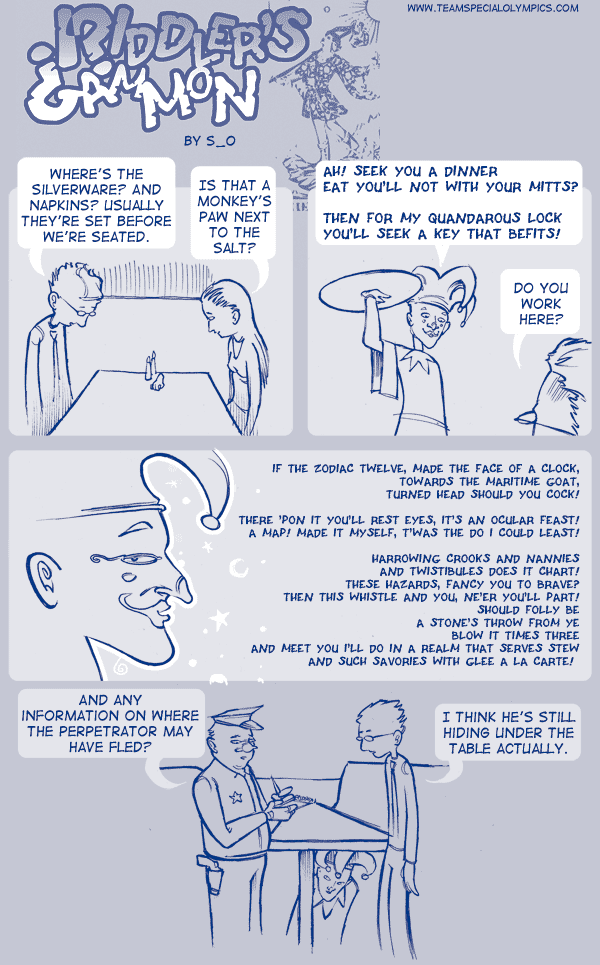 WWW.TEAMSPECIALOLYMPICS.COM
RIDDLER'S
GAMMON
BY S_O
WHERE'S THE
SILVERWARE? AND
NAPKINS? USUALLY
THEY'RE SET BEFORE
WE'RE SEATED.
IS THAT A
MONKEY'S
PAW NEXT
TO THE
SALT?
AH! SEEK YOU A DINNER
EAT YOU'LL NOT WITH YOUR MITTS?
THEN FOR MY QUANDAROUS LOCK
YOU'LL SEEK A KEY THAT BEFITS!
DO YOU
WORK
HERE?
IF THE ZODIAC TWELVE, MADE THE FACE OF A CLOCK,
TOWARDS THE MARITIME GOAT,
TURNED HEAD SHOULD YOU COCK!
THERE 'PON IT YOU'LL REST EYES, IT'S AN OCULAR FEAST!
A MAP! MADE IT MYSELF, T'WAS THE DO I COULD LEAST!
HARROWING CROOKS AND NANNIES
AND TWISTIBULES DOES IT CHART!
THESE HAZARDS, FANCY YOU TO BRAVE?
THEN THIS WHISTLE AND YOU, NE'ER YOU'LL PART!
SHOULD FOLLY BE
A STONE'S THROW FROM YE
BLOW IT TIMES THREE
AND MEET YOU I'LL DO IN A REALM THAT SERVES STEW
AND SUCH SAVORIES WITH GLEE A LA CARTE!
AND ANY
INFORMATION ON WHERE
THE PERPETRATOR MAY
HAVE FLED?
I THINK HE'S STILL
HIDING UNDER THE
TABLE ACTUALLY.